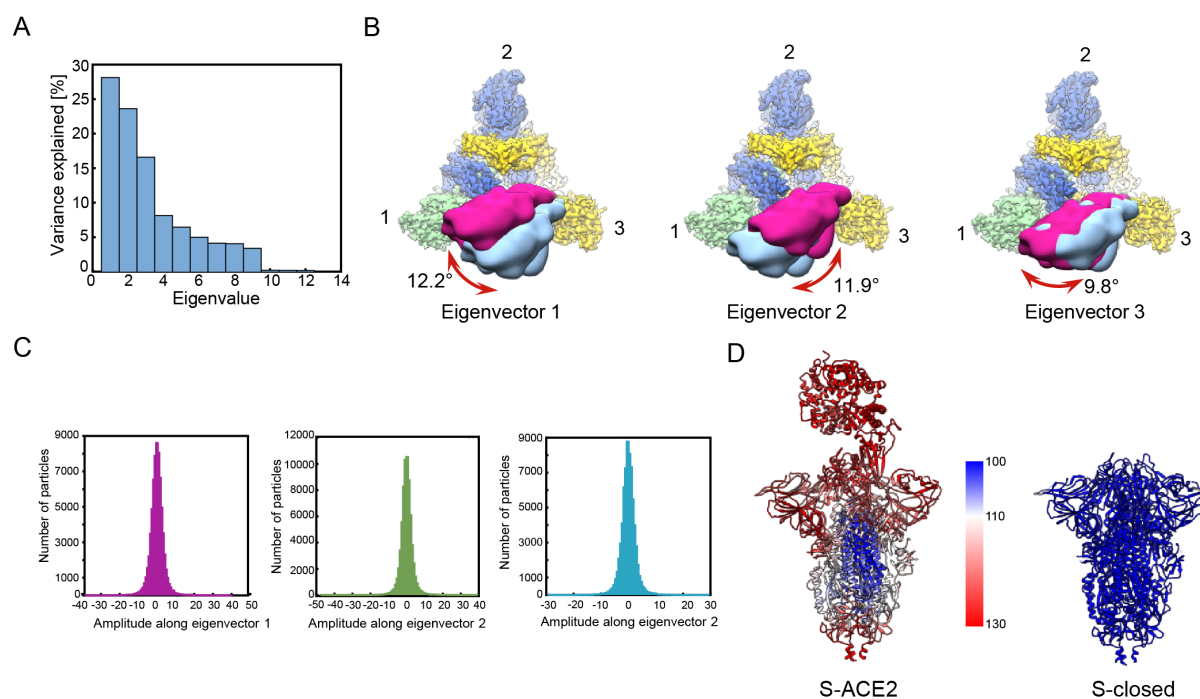 A
Variance explained [%]
30
25
20
15
10
5
0
0 2 4 6 8 10 12 14
Eigenvalue
B
2
1
3
12.2°
Eigenvector 1
2
1
3
11.9°
Eigenvector 2
2
1
3
9.8°
Eigenvector 3
C
Number of particles
9000
7000
5000
3000
1000
-40 -30 -20 -10 0 10 20 30 40 50
Amplitude along eigenvector 1
Number of particles
12000
10000
8000
6000
14000
12000
0
-50 -40 -30 -20 -10 0 10 20 30 40
Amplitude along eigenvector 2
Number of particles
9000
7000
5000
3000
1000
-30 -20 -10 0 10 20 30
Amplitude along eigenvector 2
D
100
110
130
S-ACE2
S-closed